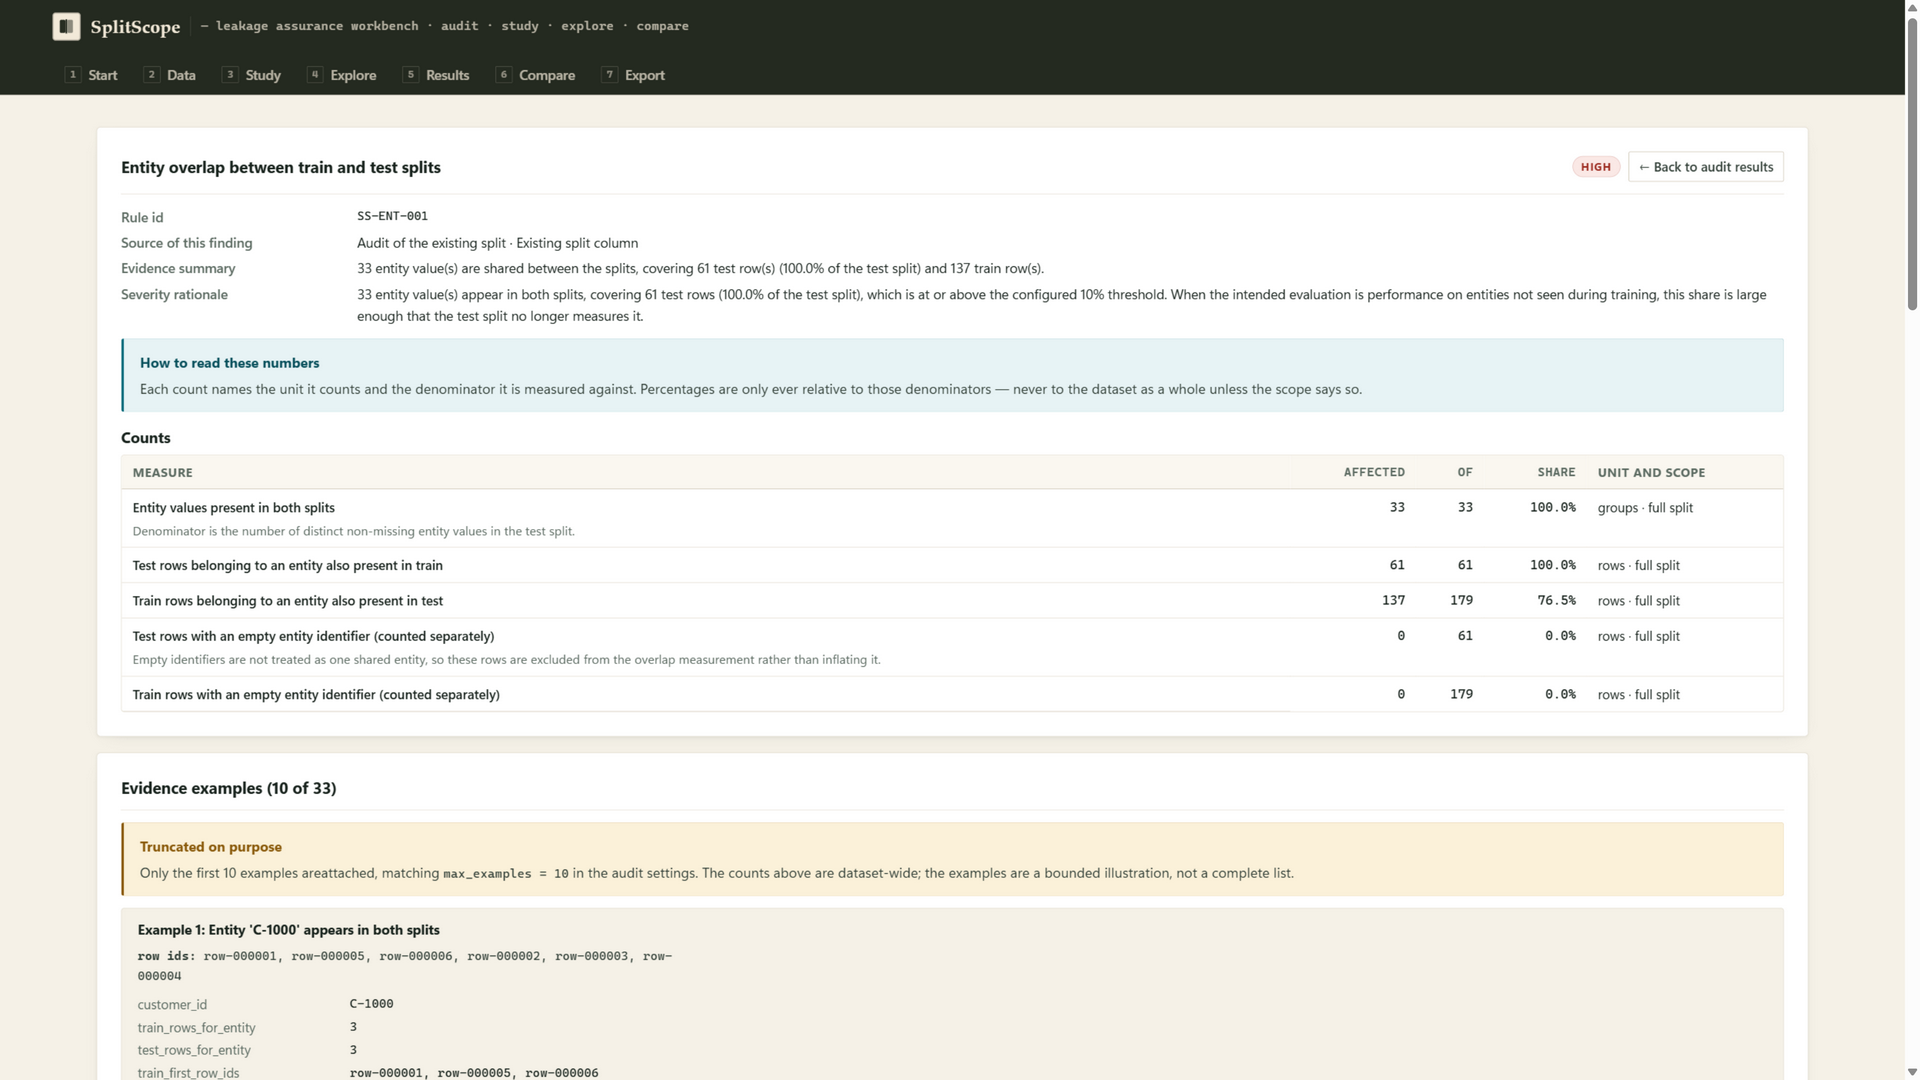 SplitScope — leakage assurance workbench · audit · study · explore · compare
1 Start 2 Data 3 Study 4 Explore 5 Results 6 Compare 7 Export
Entity overlap between train and test splits HIGH ← Back to audit results
Rule id SS-ENT-001
Source of this finding Audit of the existing split · Existing split column
Evidence summary 33 entity value(s) are shared between the splits, covering 61 test row(s) (100.0% of the test split) and 137 train row(s).
Severity rationale 33 entity value(s) appear in both splits, covering 61 test rows (100.0% of the test split), which is at or above the configured 10% threshold. When the intended evaluation is performance on entities not seen during training, this share is large
enough that the test split no longer measures it.
How to read these numbers
Each count names the unit it counts and the denominator it is measured against. Percentages are only ever relative to those denominators — never to the dataset as a whole unless the scope says so.
Counts
MEASURE AFFECTED OF SHARE UNIT AND SCOPE
Entity values present in both splits 33 33 100.0% groups · full split
Denominator is the number of distinct non-missing entity values in the test split.
Test rows belonging to an entity also present in train 61 61 100.0% rows · full split
Train rows belonging to an entity also present in test 137 179 76.5% rows · full split
Test rows with an empty entity identifier (counted separately) 0 61 0.0% rows · full split
Empty identifiers are not treated as one shared entity, so these rows are excluded from the overlap measurement rather than inflating it.
Train rows with an empty entity identifier (counted separately) 0 179 0.0% rows · full split
Evidence examples (10 of 33)
Truncated on purpose
Only the first 10 examples areattached, matching max_examples = 10 in the audit settings. The counts above are dataset-wide; the examples are a bounded illustration, not a complete list.
Example 1: Entity 'C-1000' appears in both splits
row ids: row-000001, row-000005, row-000006, row-000002, row-000003, row-
000004
customer_id C-1000
train_rows_for_entity 3
test_rows_for_entity 3
train_first_row_ids row-000001, row-000005, row-000006